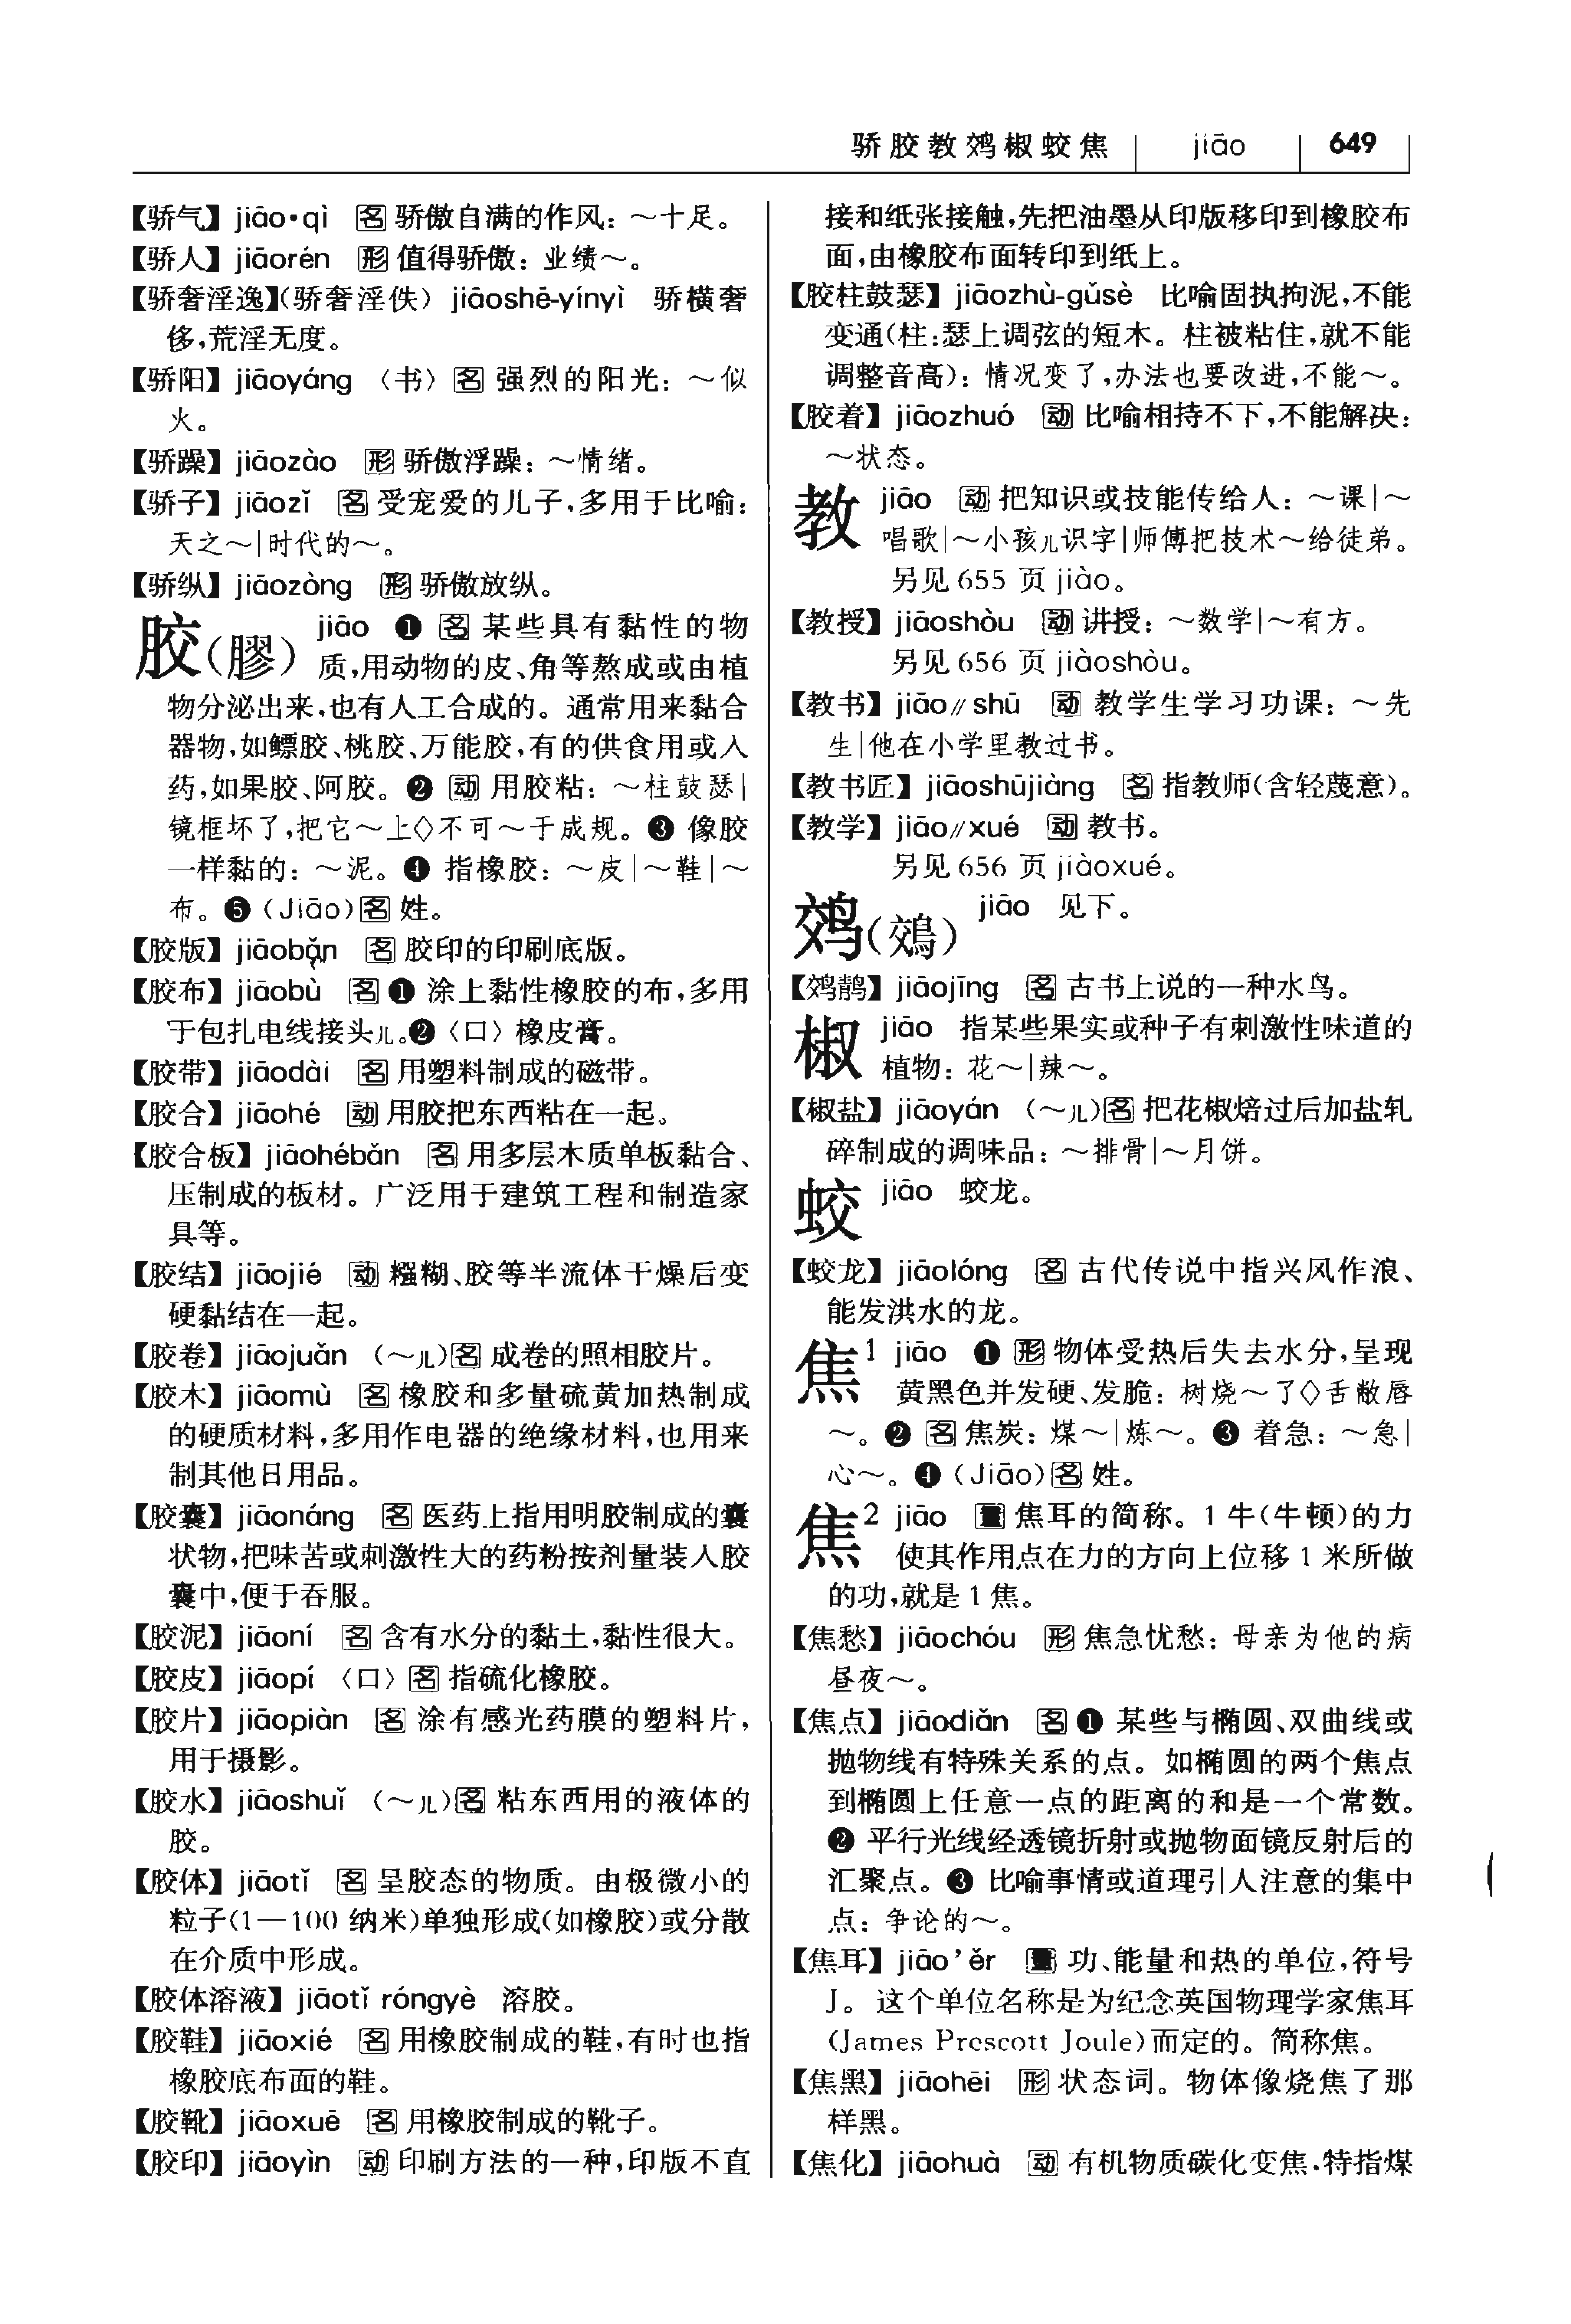 骄胶教䴔椒蛟焦 jiāo 649
【骄气】jiāo·qì 名 骄傲自满的作风：～十足。
【骄人】jiāorén 形 值得骄傲：业绩～。
【骄奢淫逸】（骄奢淫佚）jiāoshē-yínyì 骄横奢
侈，荒淫无度。
【骄阳】jiāoyáng 〈书〉名 强烈的阳光：～似
火。
【骄躁】jiāozào 形 骄傲浮躁：～情绪。
【骄子】jiāozǐ 名 受宠爱的儿子，多用于比喻：
天之～|时代的～。
【骄纵】jiāozòng 形 骄傲放纵。
胶（膠） jiāo ❶ 名 某些具有黏性的物
质，用动物的皮、角等熬成或由植
物分泌出来，也有人工合成的。通常用来黏合
器物，如鳔胶、桃胶、万能胶，有的供食用或入
药，如果胶、阿胶。❷ 动 用胶粘：～柱鼓瑟|
镜框坏了，把它～上◇不可～于成规。❸ 像胶
一样黏的：～泥。❹ 指橡胶：～皮|～鞋|～
布。❺（Jiāo）名 姓。
【胶版】jiāobǎn 名 胶印的印刷底版。
【胶布】jiāobù 名 ❶ 涂上黏性橡胶的布，多用
于包扎电线接头儿。❷〈口〉橡皮膏。
【胶带】jiāodài 名 用塑料制成的磁带。
【胶合】jiāohé 动 用胶把东西粘在一起。
【胶合板】jiāohébǎn 名 用多层木质单板黏合、
压制成的板材。广泛用于建筑工程和制造家
具等。
【胶结】jiāojié 动 糨糊、胶等半流体干燥后变
硬黏结在一起。
【胶卷】jiāojuǎn （～儿）名 成卷的照相胶片。
【胶木】jiāomù 名 橡胶和多量硫黄加热制成
的硬质材料，多用作电器的绝缘材料，也用来
制其他日用品。
【胶囊】jiāonáng 名 医药上指用明胶制成的囊
状物，把味苦或刺激性大的药粉按剂量装入胶
囊中，便于吞服。
【胶泥】jiāoní 名 含有水分的黏土，黏性很大。
【胶皮】jiāopí 〈口〉名 指硫化橡胶。
【胶片】jiāopiàn 名 涂有感光药膜的塑料片，
用于摄影。
【胶水】jiāoshuǐ （～儿）名 粘东西用的液体的
胶。
【胶体】jiāotǐ 名 呈胶态的物质。由极微小的
粒子（1—100 纳米）单独形成（如橡胶）或分散
在介质中形成。
【胶体溶液】jiāotǐ róngyè 溶胶。
【胶鞋】jiāoxié 名 用橡胶制成的鞋，有时也指
橡胶底布面的鞋。
【胶靴】jiāoxuē 名 用橡胶制成的靴子。
【胶印】jiāoyìn 动 印刷方法的一种，印版不直
接和纸张接触，先把油墨从印版移印到橡胶布
面，由橡胶布面转印到纸上。
【胶柱鼓瑟】jiāozhù-gǔsè 比喻固执拘泥，不能
变通（柱：瑟上调弦的短木。柱被粘住，就不能
调整音高）：情况变了，办法也要改进，不能～。
【胶着】jiāozhuó 动 比喻相持不下，不能解决：
～状态。
教 jiāo 动 把知识或技能传给人：～课|～
唱歌|～小孩儿识字|师傅把技术～给徒弟。
另见 655 页 jiào。
【教授】jiāoshòu 动 讲授：～数学|～有方。
另见 656 页 jiàoshòu。
【教书】jiāo∥shū 动 教学生学习功课：～先
生|他在小学里教过书。
【教书匠】jiāoshūjiàng 名 指教师（含轻蔑意）。
【教学】jiāo∥xué 动 教书。
另见 656 页 jiàoxué。
䴔（鵁） jiāo 见下。
【䴔䴖】jiāojīng 名 古书上说的一种水鸟。
椒 jiāo 指某些果实或种子有刺激性味道的
植物：花～|辣～。
【椒盐】jiāoyán （～儿）名 把花椒焙过后加盐轧
碎制成的调味品：～排骨|～月饼。
蛟 jiāo 蛟龙。
【蛟龙】jiāolóng 名 古代传说中指兴风作浪、
能发洪水的龙。
焦1 jiāo ❶ 形 物体受热后失去水分，呈现
黄黑色并发硬、发脆：树烧～了◇舌敝唇
～。❷ 名 焦炭：煤～|炼～。❸ 着急：～急|
心～。❹（Jiāo）名 姓。
焦2 jiāo 量 焦耳的简称。1 牛（牛顿）的力
使其作用点在力的方向上位移 1 米所做
的功，就是 1 焦。
【焦愁】jiāochóu 形 焦急忧愁：母亲为他的病
昼夜～。
【焦点】jiāodiǎn 名 ❶ 某些与椭圆、双曲线或
抛物线有特殊关系的点。如椭圆的两个焦点
到椭圆上任意一点的距离的和是一个常数。
❷ 平行光线经透镜折射或抛物面镜反射后的
汇聚点。❸ 比喻事情或道理引人注意的集中
点：争论的～。
【焦耳】jiāo’ěr 量 功、能量和热的单位，符号
J。这个单位名称是为纪念英国物理学家焦耳
（James Prescott Joule）而定的。简称焦。
【焦黑】jiāohēi 形 状态词。物体像烧焦了那
样黑。
【焦化】jiāohuà 动 有机物质碳化变焦，特指煤